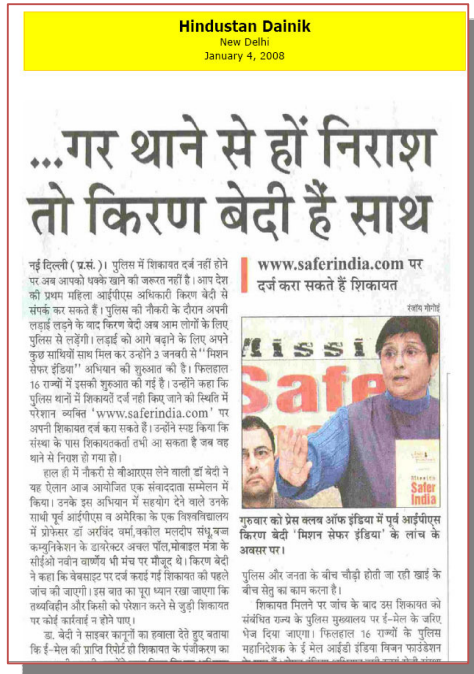 Hindustan Dainik
New Delhi
January 4, 2008
...गर थाने से हों निराश
तो किरण बेदी हैं साथ
नई दिल्ली (प्र.सं.)। पुलिस में शिकायत दर्ज नहीं होने
पर अब आपको धक्के खाने की जरूरत नहीं है। आप देश
की प्रथम महिला आईपीएस अधिकारी किरण बेदी से
संपर्क कर सकते हैं। पुलिस की नौकरी के दौरान अपनी
लड़ाई लड़ने के बाद किरण बेदी अब आम लोगों के लिए
पुलिस से लड़ेंगी। लड़ाई को आगे बढ़ाने के लिए अपने
कुछ साथियों साथ मिल कर उन्होंने 3 जनवरी से ''मिशन
सेफर इंडिया'' अभियान की शुरुआत की है। फिलहाल
16 राज्यों में इसकी शुरुआत की गई है। उन्होंने कहा कि
पुलिस थानों में शिकायतें दर्ज नहीं किए जाने की स्थिति में
परेशान व्यक्ति 'www.saferindia.com' पर
अपनी शिकायत दर्ज करा सकते हैं। उन्होंने स्पष्ट किया कि
संस्था के पास शिकायतकर्ता तभी आ सकता है जब वह
थाने से निराश हो गया हो।
हाल ही में नौकरी से वीआरएस लेने वाली डॉ बेदी ने
यह ऐलान आज आयोजित एक संवाददाता सम्मेलन में
किया। उनके इस अभियान में सहयोग देने वाले उनके
साथी पूर्व आईपीएस व अमेरिका के एक विश्वविद्यालय
में प्रोफेसर डॉ अरविंद वर्मा,वकील मलदीप संधू,बज्ज
कम्युनिकेशन के डायरेक्टर अचल पॉल,मोबाइल मंत्रा के
सीईओ नवीन वार्ष्णेय भी मंच पर मौजूद थे। किरण बेदी
ने कहा कि वेबसाइट पर दर्ज कराई गई शिकायत की पहले
जांच की जाएगी। इस बात का पूरा ध्यान रखा जाएगा कि
तथ्यविहीन और किसी को परेशान करने से जुड़ी शिकायत
पर कोई कार्रवाई न होने पाए।
डा. बेदी ने साइबर कानूनों का हवाला देते हुए बताया
कि ई-मेल की प्राप्ति रिपोर्ट ही शिकायत के पंजीकरण का
www.saferindia.com पर
दर्ज करा सकते हैं शिकायत
रंजॉय गोगोई
Missi
Safe
Mission
Safer
India
गुरुवार को प्रेस क्लब ऑफ इंडिया में पूर्व आईपीएस
किरण बेदी 'मिशन सेफर इंडिया' के लांच के
अवसर पर।
पुलिस और जनता के बीच चौड़ी होती जा रही खाई के
बीच सेतु का काम करना है।
शिकायत मिलने पर जांच के बाद उस शिकायत को
संबंधित राज्य के पुलिस मुख्यालय पर ई-मेल के जरिए
भेज दिया जाएगा। फिलहाल 16 राज्यों के पुलिस
महानिदेशक के ई मेल आईडी इंडिया विजन फाउंडेशन